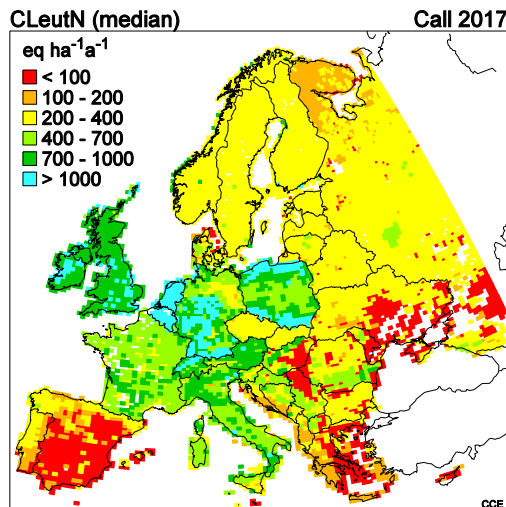 CLeutN (median) Call 2017
eq ha⁻¹a⁻¹
< 100
100 - 200
200 - 400
400 - 700
700 - 1000
> 1000
CCE